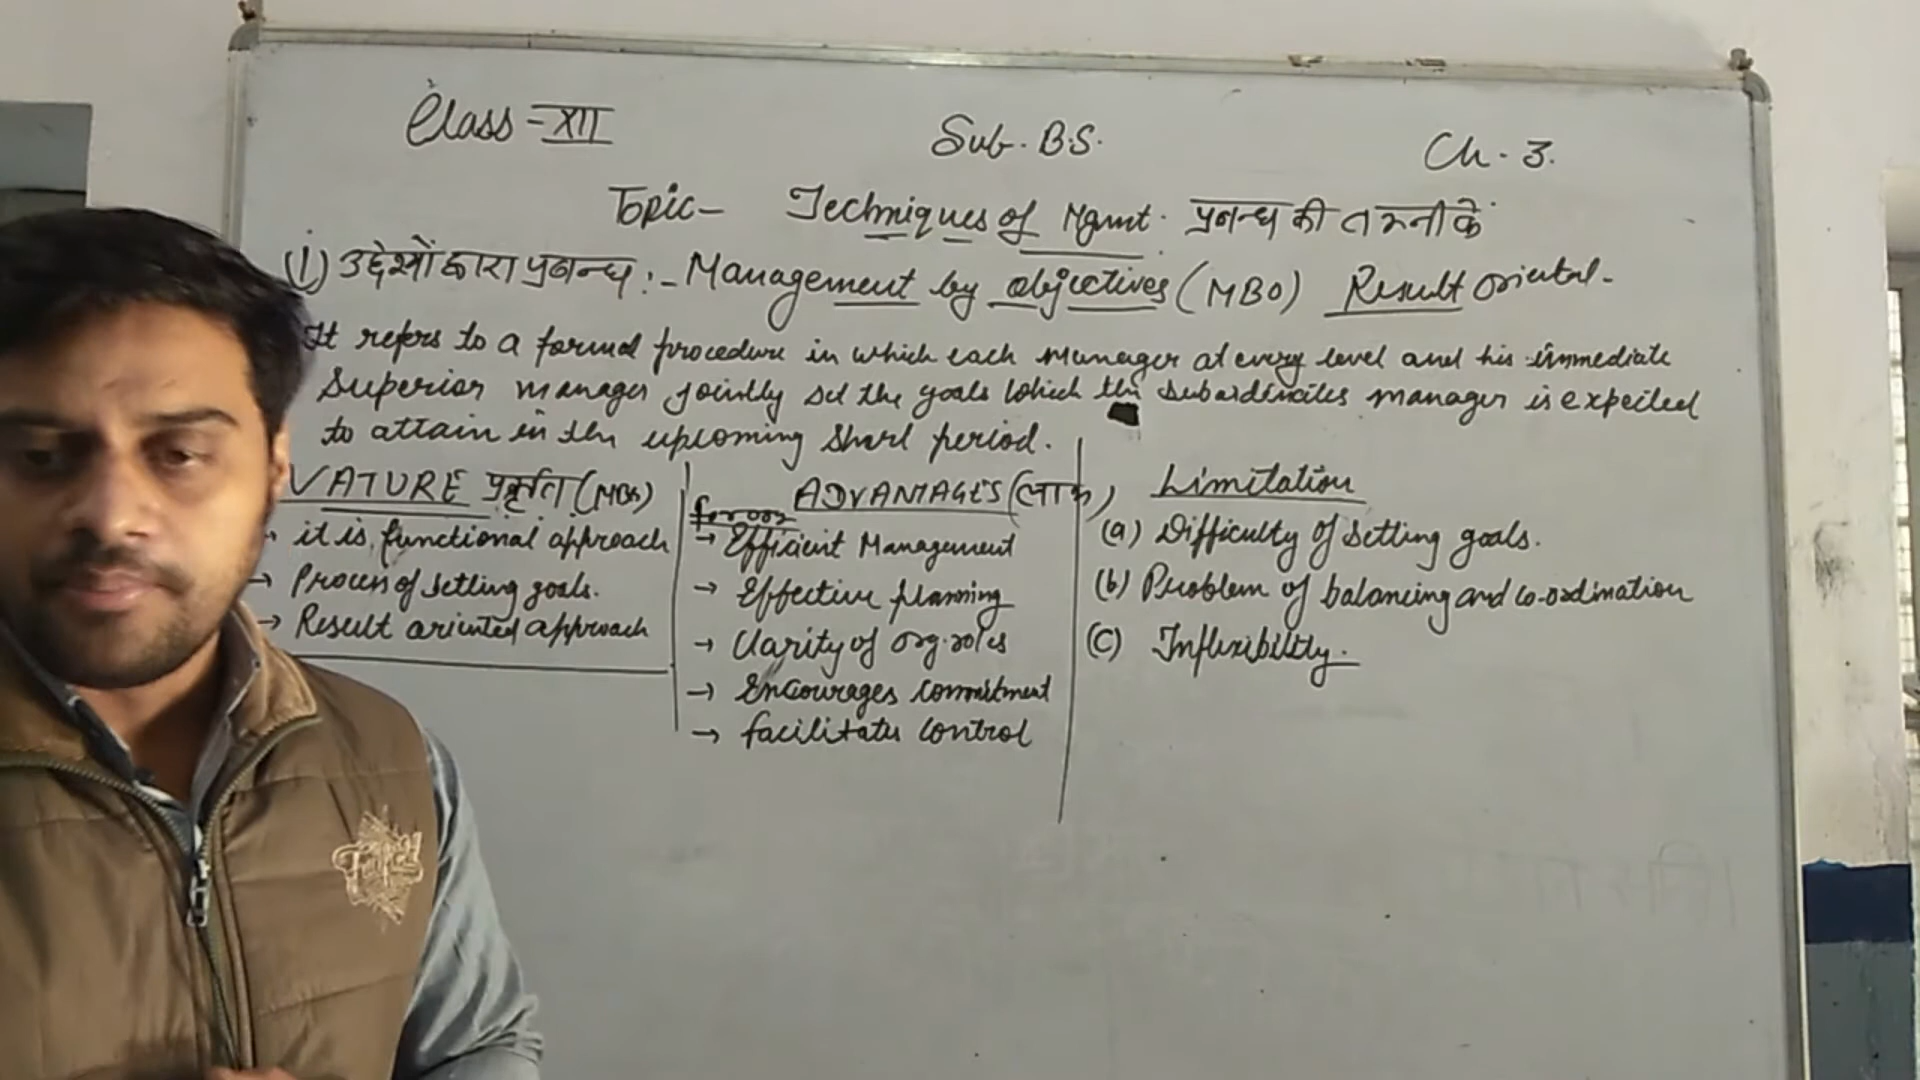 Class - XII
Sub. B.S.
Ch. 3.
Topic - Techniques of Mgmt. प्रबन्ध की तकनीकें
(i) उद्देश्यों द्वारा प्रबन्ध :- Management by objectives (MBO) Result oriental-
It refers to a formal procedure in which each manager at every level and his immediate
superior manager jointly set the goals which the subordinates manager is expected
to attain in the upcoming short period.
NATURE प्रकृति (MBO)
it is functional approach
→ Process of setting goals.
→ Result oriented approach
ADVANTAGES (लाभ)
→ Efficient Management
→ Effective planning
→ Clarity of org. roles
→ Encourages commitment
→ facilitates control
Limitation
(a) Difficulty of setting goals.
(b) Problem of balancing and co-ordination
(C) Inflexibility.